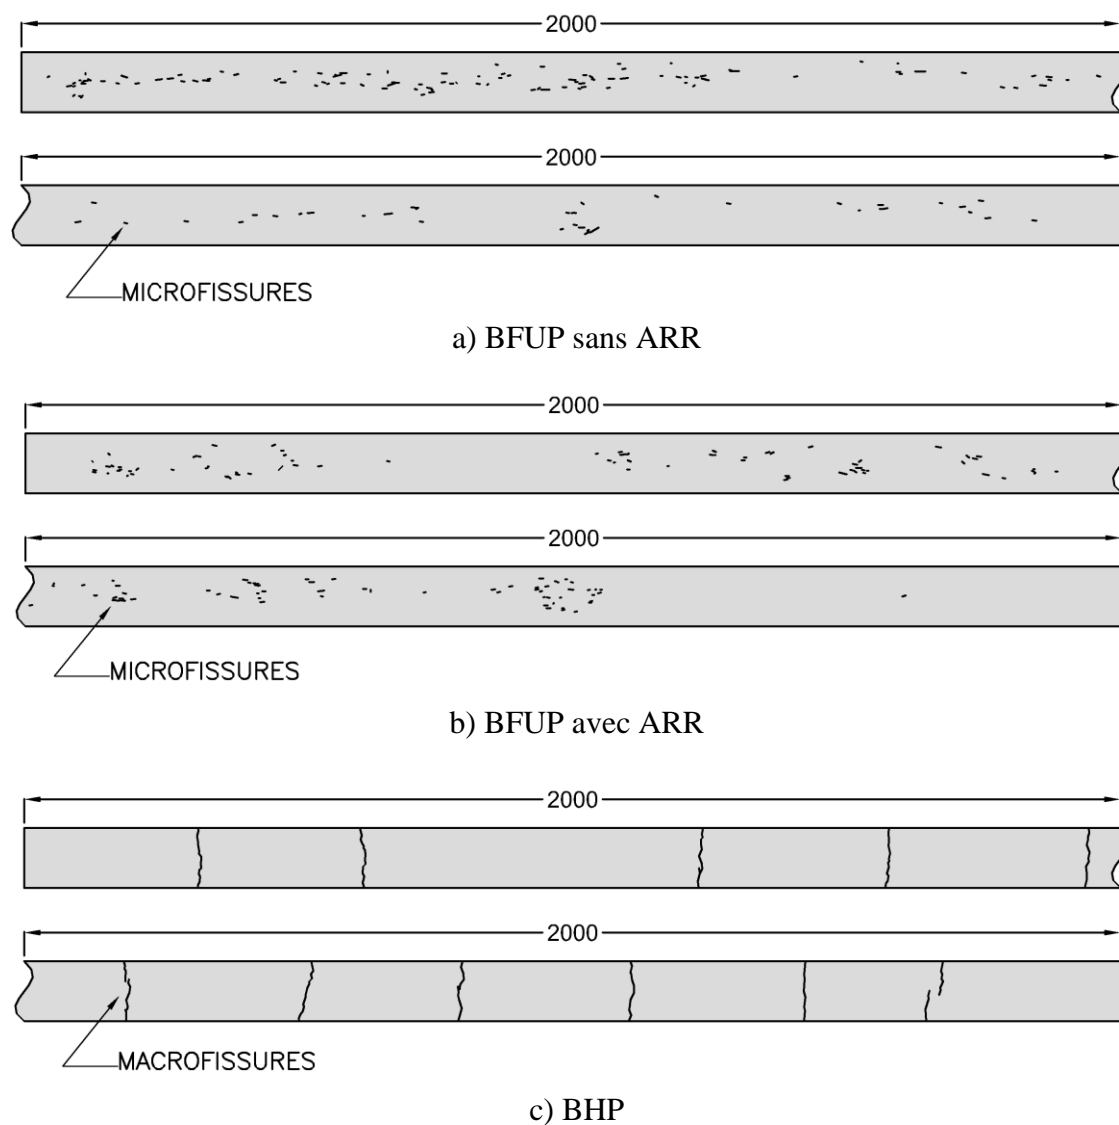 2000
2000
MICROFISSURES
a) BFUP sans ARR
2000
2000
MICROFISSURES
b) BFUP avec ARR
2000
2000
MACROFISSURES
c) BHP